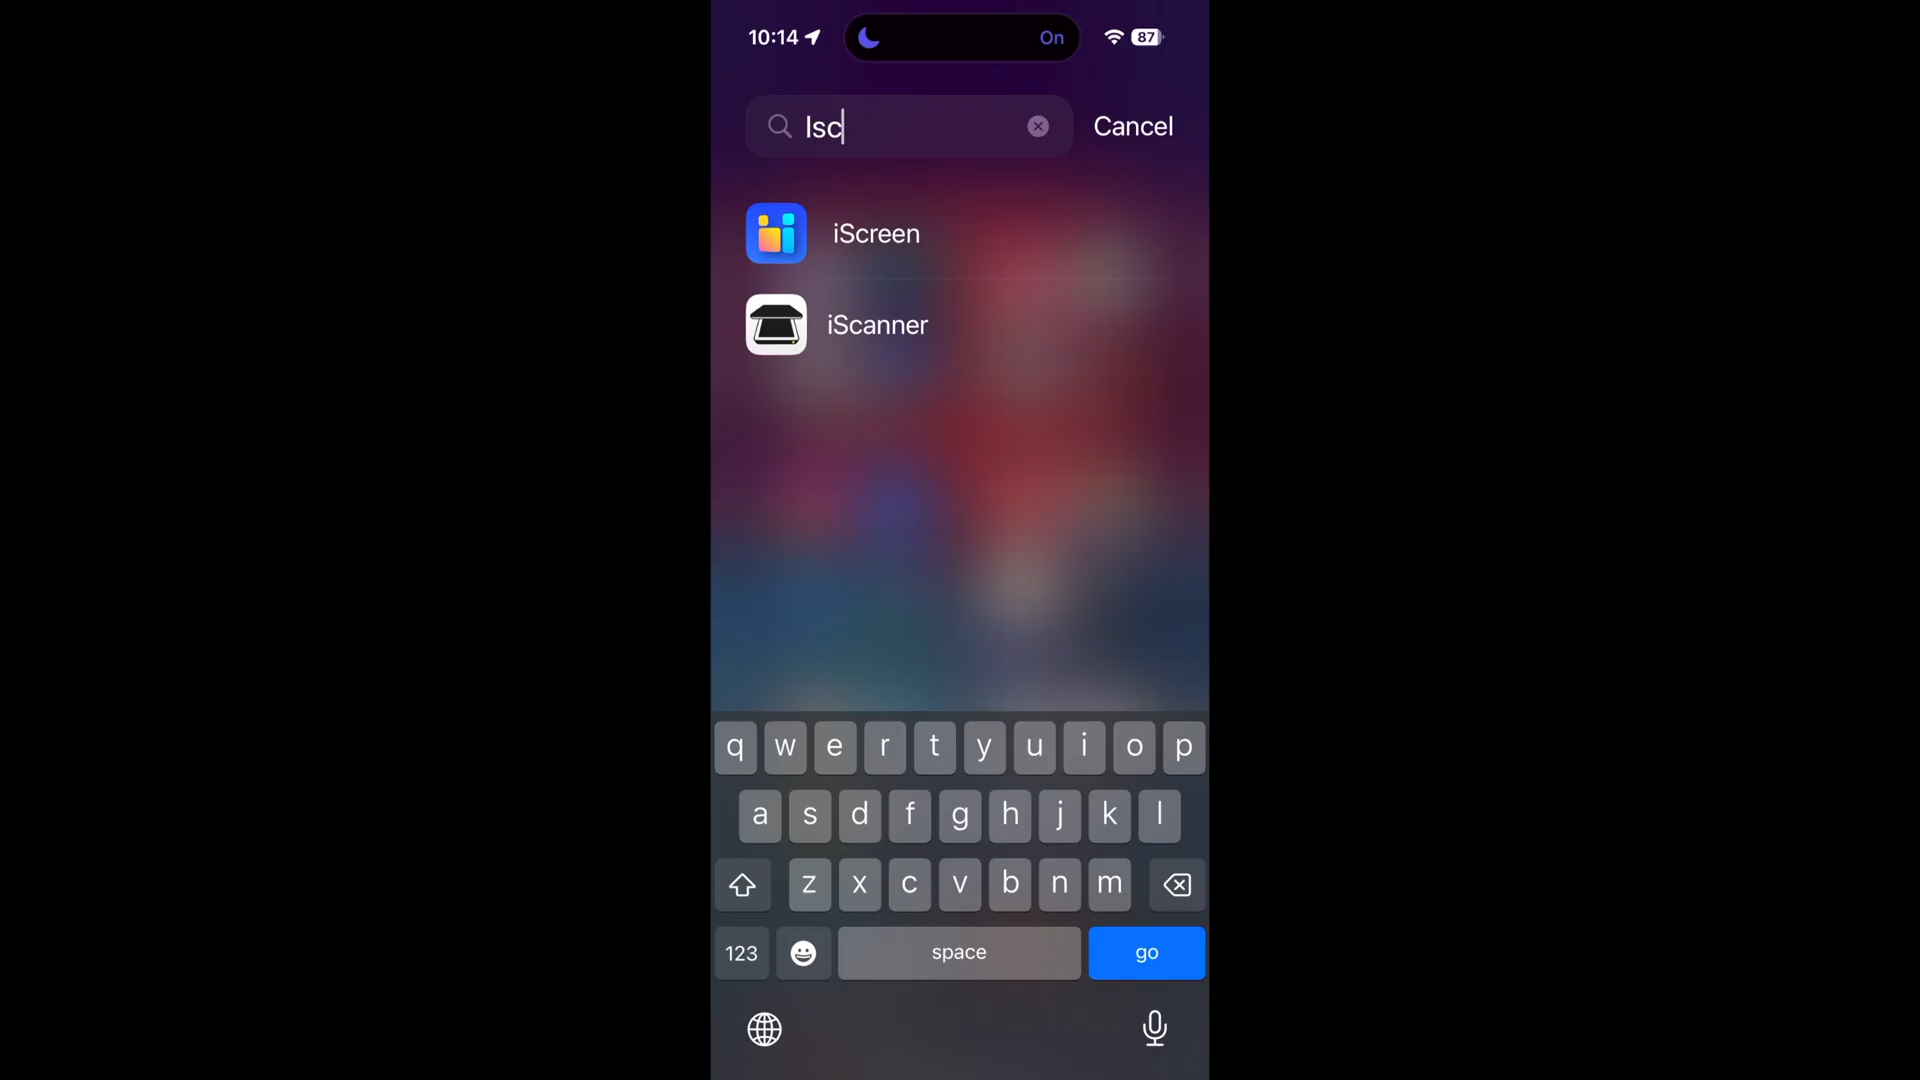 10:14
On
87
Isc
Cancel
iScreen
iScanner
q w e r t y u i o p
a s d f g h j k l
z x c v b n m
123
space
go